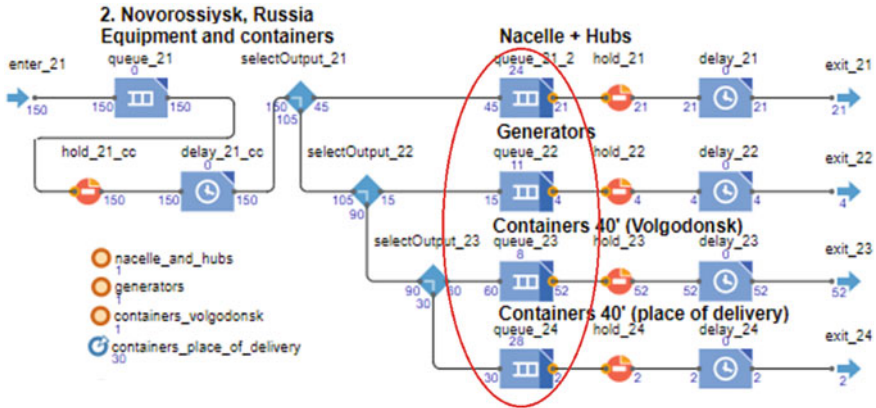 2. Novorossiysk, Russia
Equipment and containers
Nacelle + Hubs
enter_21
queue_21
selectOutput_21
queue_21_2
hold_21
delay_21
exit_21
0
24
0
150
150
150
150
45
45
21
21
21
21
21
105
Generators
hold_21_cc
delay_21_cc
selectOutput_22
queue_22
hold_22
delay_22
exit_22
0
11
0
150
150
150
105
15
15
4
4
4
4
4
90
Containers 40' (Volgodonsk)
selectOutput_23
queue_23
hold_23
delay_23
exit_23
8
0
nacelle_and_hubs
1
generators
1
90
60
60
52
52
52
52
52
30
containers_volgodonsk
1
Containers 40' (place of delivery)
queue_24
hold_24
delay_24
exit_24
containers_place_of_delivery
30
28
0
30
2
2
2
2
2